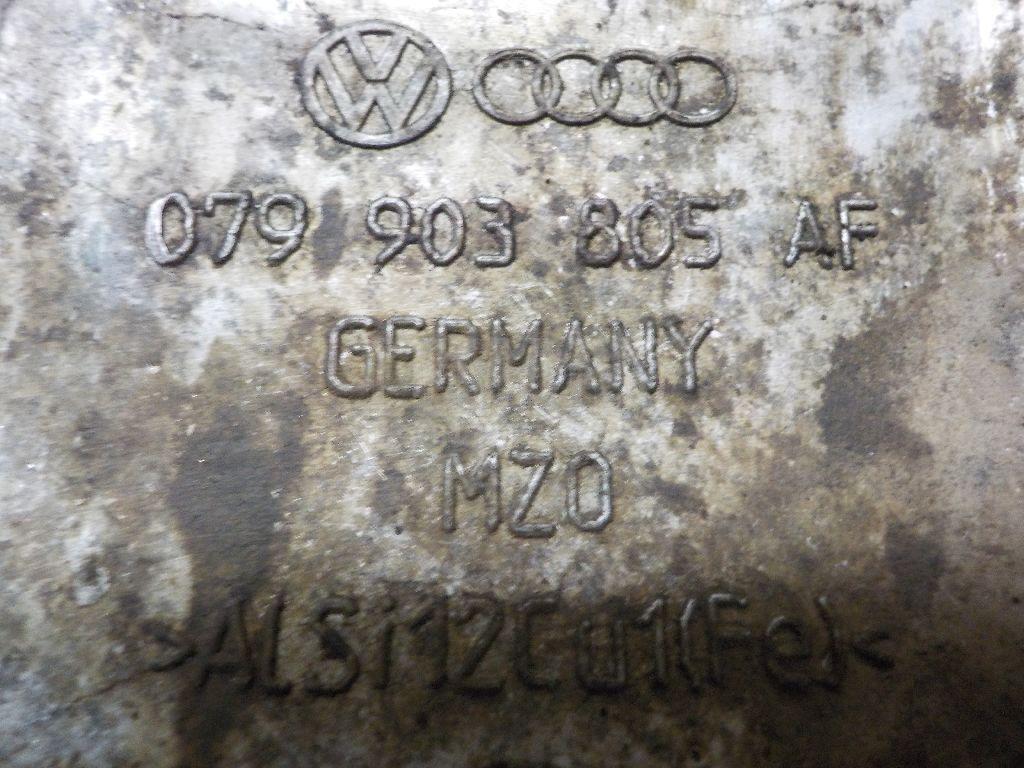 079 903 805 AF
GERMANY
MZO
>ALSi12Cu1(Fe)<